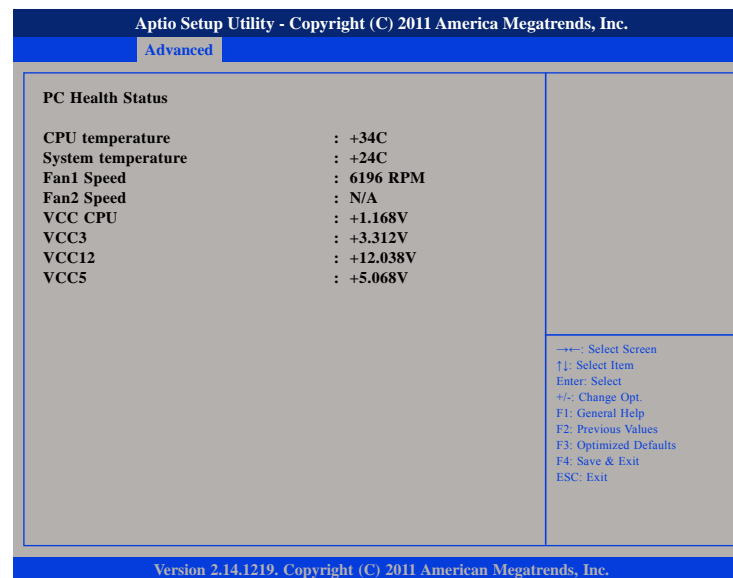 Aptio Setup Utility - Copyright (C) 2011 America Megatrends, Inc.
Advanced
PC Health Status
CPU temperature : +34C
System temperature : +24C
Fan1 Speed : 6196 RPM
Fan2 Speed : N/A
VCC CPU : +1.168V
VCC3 : +3.312V
VCC12 : +12.038V
VCC5 : +5.068V
→←: Select Screen
↑↓: Select Item
Enter: Select
+/-: Change Opt.
F1: General Help
F2: Previous Values
F3: Optimized Defaults
F4: Save & Exit
ESC: Exit
Version 2.14.1219. Copyright (C) 2011 American Megatrends, Inc.